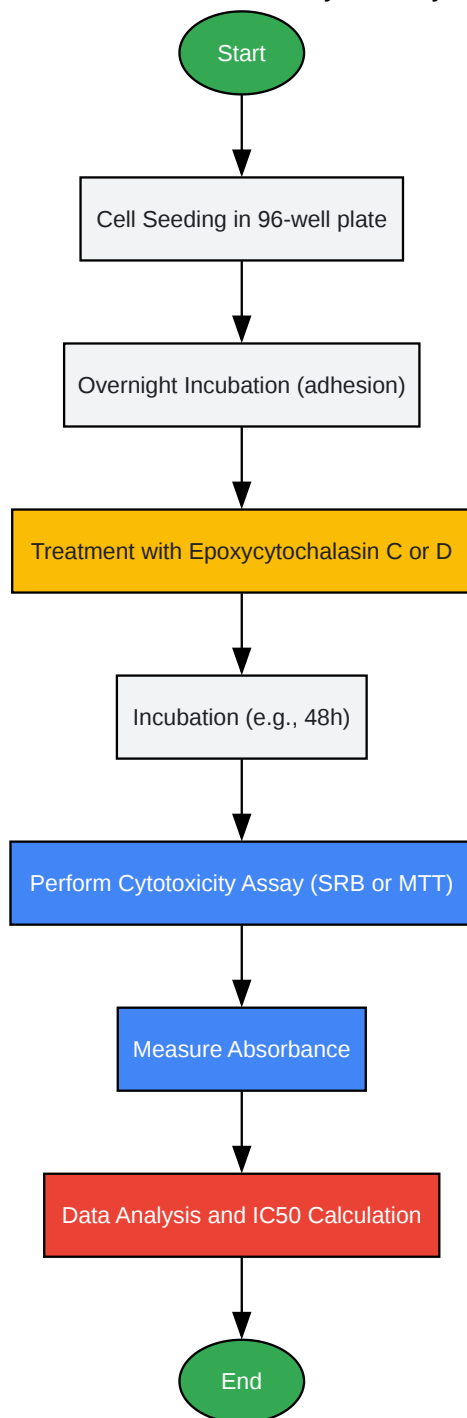 Start
Cell Seeding in 96-well plate
Overnight Incubation (adhesion)
Treatment with Epoxycytochalasin C or D
Incubation (e.g., 48h)
Perform Cytotoxicity Assay (SRB or MTT)
Measure Absorbance
Data Analysis and IC50 Calculation
End